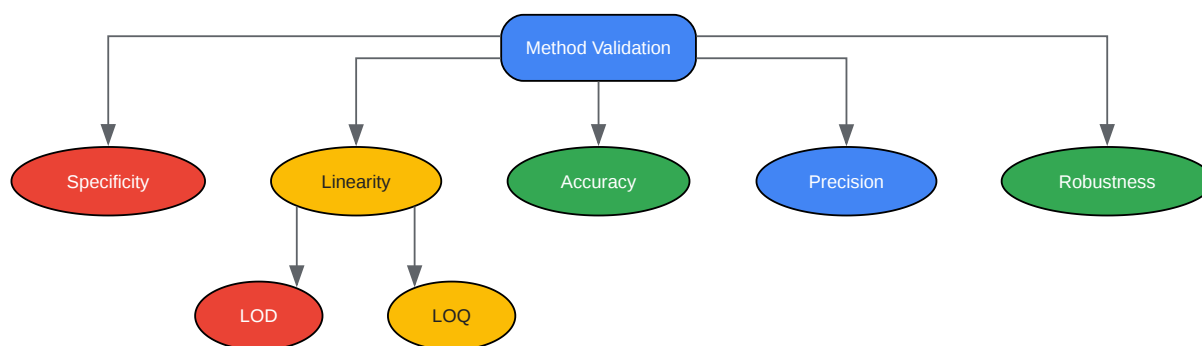 Method Validation
Specificity
Linearity
Accuracy
Precision
Robustness
LOD
LOQ